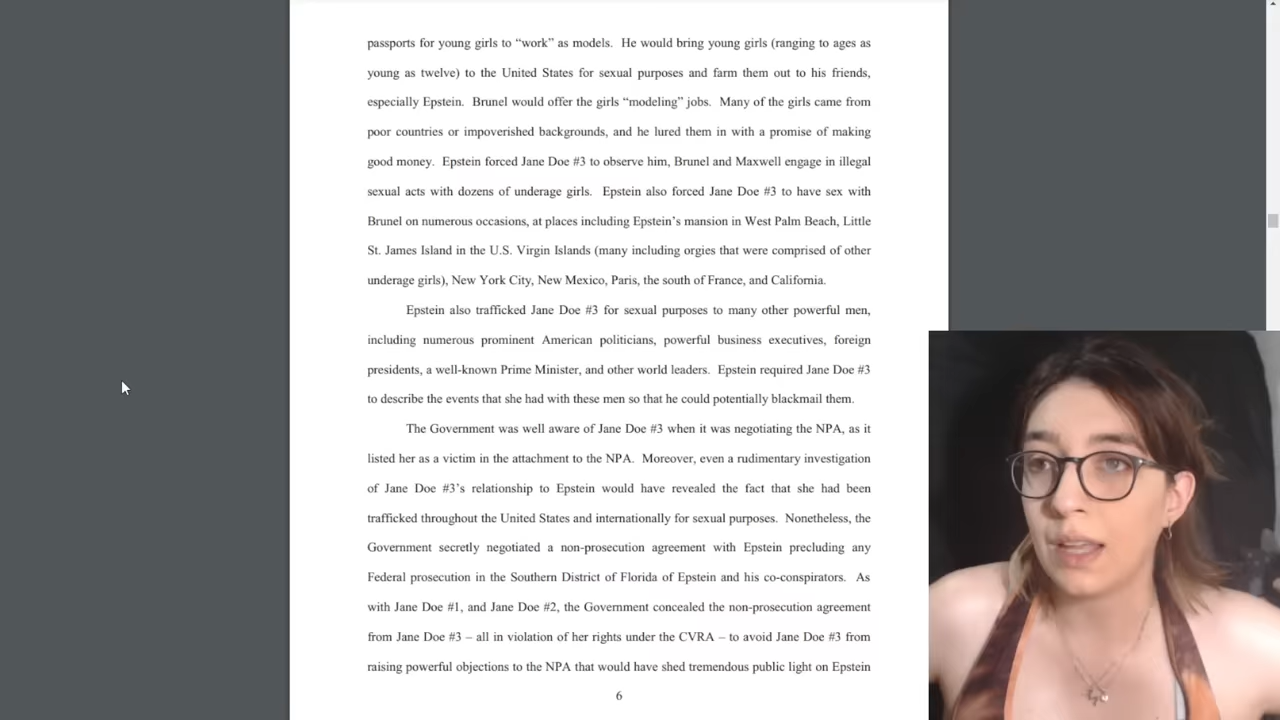 passports for young girls to “work” as models. He would bring young girls (ranging to ages as
young as twelve) to the United States for sexual purposes and farm them out to his friends,
especially Epstein. Brunel would offer the girls “modeling” jobs. Many of the girls came from
poor countries or impoverished backgrounds, and he lured them in with a promise of making
good money. Epstein forced Jane Doe #3 to observe him, Brunel and Maxwell engage in illegal
sexual acts with dozens of underage girls. Epstein also forced Jane Doe #3 to have sex with
Brunel on numerous occasions, at places including Epstein’s mansion in West Palm Beach, Little
St. James Island in the U.S. Virgin Islands (many including orgies that were comprised of other
underage girls), New York City, New Mexico, Paris, the south of France, and California.
Epstein also trafficked Jane Doe #3 for sexual purposes to many other powerful men,
including numerous prominent American politicians, powerful business executives, foreign
presidents, a well-known Prime Minister, and other world leaders. Epstein required Jane Doe #3
to describe the events that she had with these men so that he could potentially blackmail them.
The Government was well aware of Jane Doe #3 when it was negotiating the NPA, as it
listed her as a victim in the attachment to the NPA. Moreover, even a rudimentary investigation
of Jane Doe #3’s relationship to Epstein would have revealed the fact that she had been
trafficked throughout the United States and internationally for sexual purposes. Nonetheless, the
Government secretly negotiated a non-prosecution agreement with Epstein precluding any
Federal prosecution in the Southern District of Florida of Epstein and his co-conspirators. As
with Jane Doe #1, and Jane Doe #2, the Government concealed the non-prosecution agreement
from Jane Doe #3 – all in violation of her rights under the CVRA – to avoid Jane Doe #3 from
raising powerful objections to the NPA that would have shed tremendous public light on Epstein
6